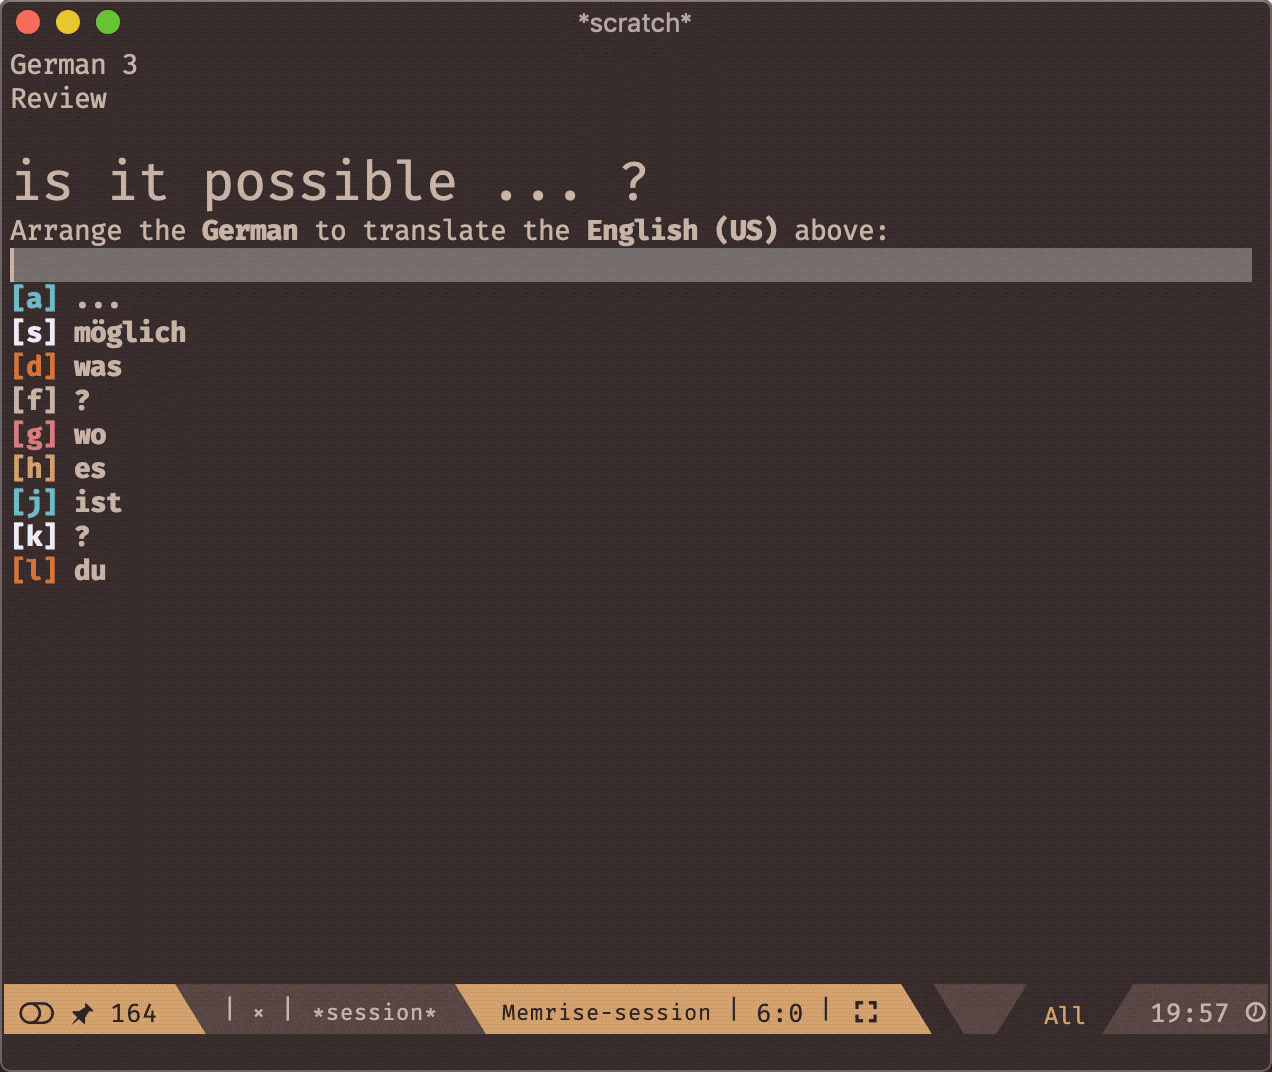 *scratch*
German 3
Review
is it possible ... ?
Arrange the German to translate the English (US) above:
[a] ...
[s] möglich
[d] was
[f] ?
[g] wo
[h] es
[j] ist
[k] ?
[l] du
164 | × | *session* Memrise-session | 6:0 | All 19:57